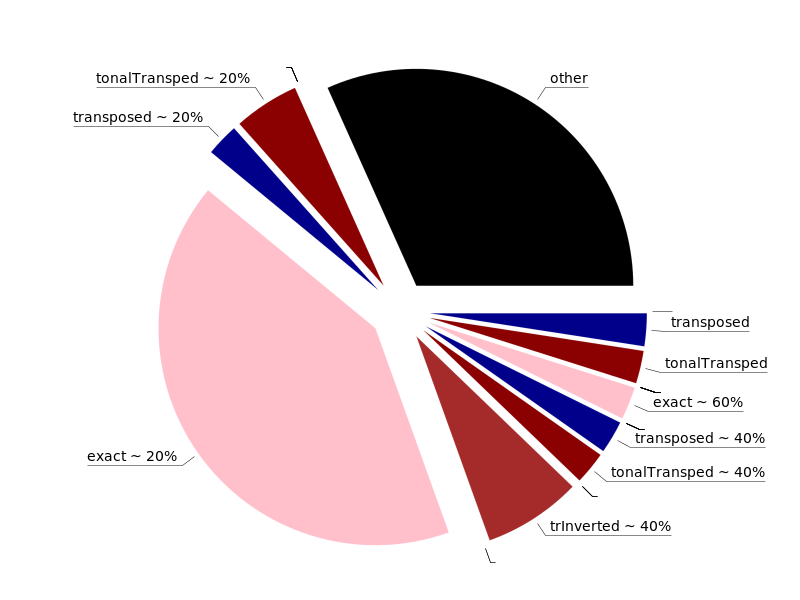 tonalTransped ~ 20%
other
transposed ~ 20%
transposed
tonalTransped
exact ~ 60%
transposed ~ 40%
exact ~ 20%
tonalTransped ~ 40%
trInverted ~ 40%